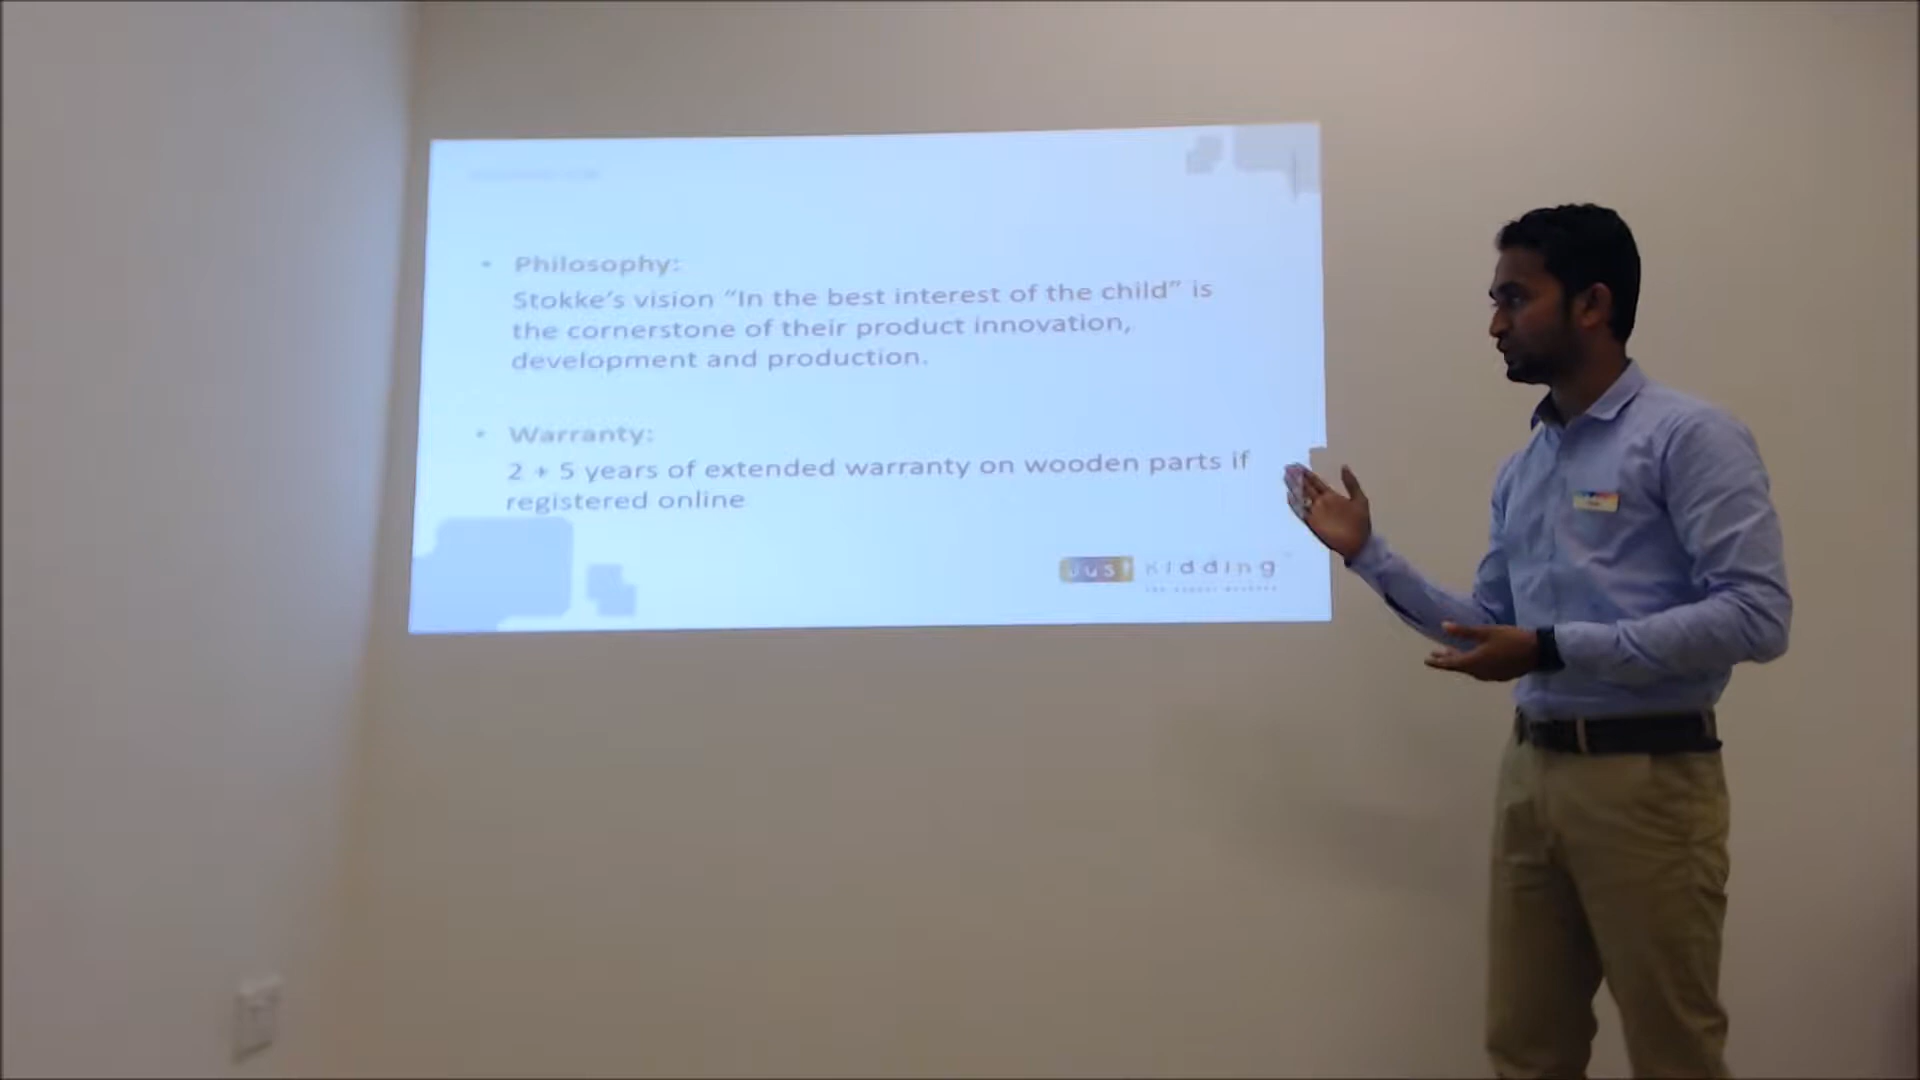 • Philosophy:
Stokke’s vision “In the best interest of the child” is
the cornerstone of their product innovation,
development and production.
• Warranty:
2 + 5 years of extended warranty on wooden parts if
registered online
just kidding